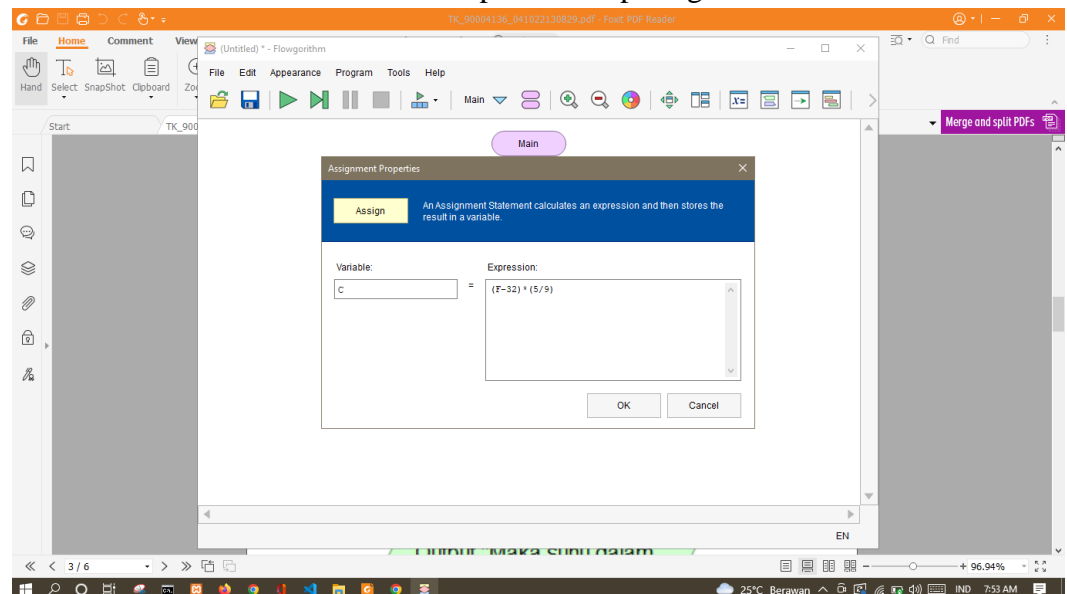 TK_90004136_041022130829.pdf - Foxit PDF Reader
File Home Comment View
Find
Hand Select SnapShot Clipboard Zoo
Start TK_900
Merge and split PDFs
(Untitled) * - Flowgorithm
File Edit Appearance Program Tools Help
Main
x=
Main
Assignment Properties
Assign
An Assignment Statement calculates an expression and then stores the
result in a variable.
Variable: Expression:
C = (F-32)*(5/9)
OK Cancel
EN
3 / 6
96.94%
25°C Berawan IND 7:53 AM